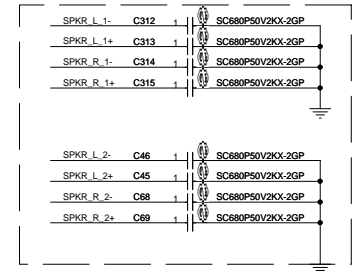 SPKR_L_1- C312 1 SC680P50V2KX-2GP
SPKR_L_1+ C313 1 SC680P50V2KX-2GP
SPKR_R_1- C314 1 SC680P50V2KX-2GP
SPKR_R_1+ C315 1 SC680P50V2KX-2GP
SPKR_L_2- C46 1 SC680P50V2KX-2GP
SPKR_L_2+ C45 1 SC680P50V2KX-2GP
SPKR_R_2- C68 1 SC680P50V2KX-2GP
SPKR_R_2+ C69 1 SC680P50V2KX-2GP